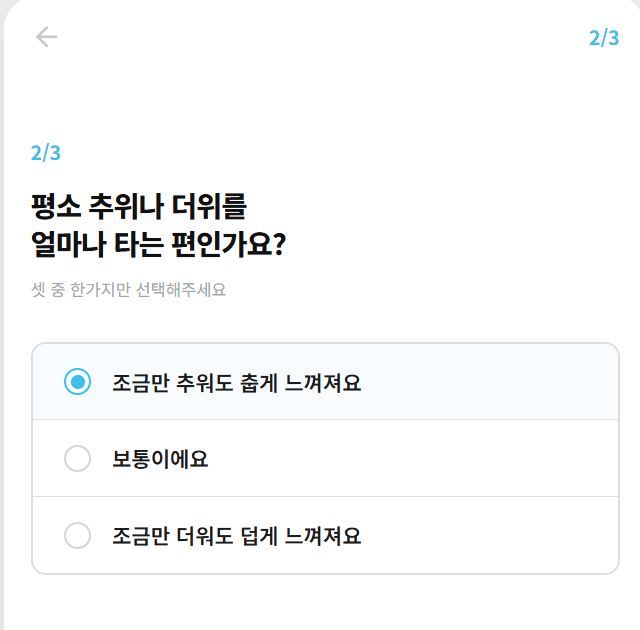 2/3
2/3
평소 추위나 더위를
얼마나 타는 편인가요?
셋 중 한가지만 선택해주세요
조금만 추워도 춥게 느껴져요
보통이에요
조금만 더워도 덥게 느껴져요